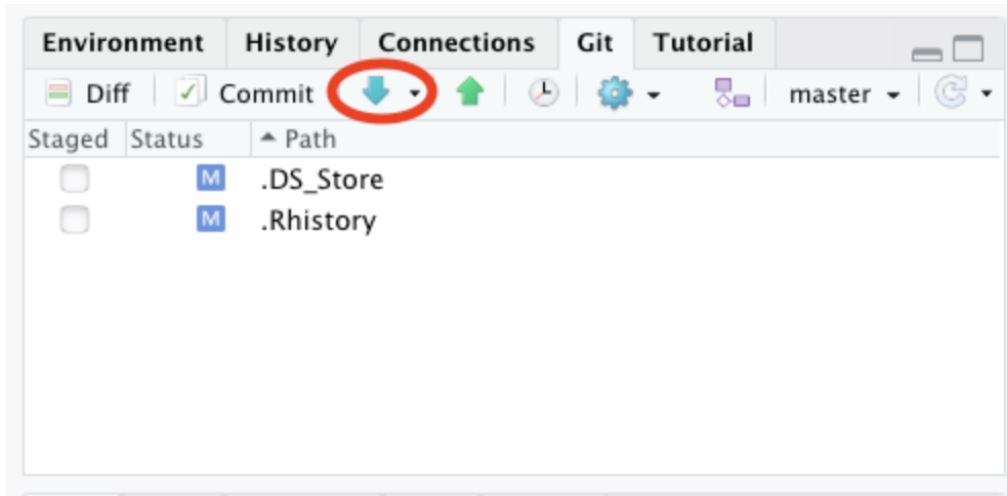 Environment History Connections Git Tutorial
Diff Commit master
Staged Status Path
M .DS_Store
M .Rhistory